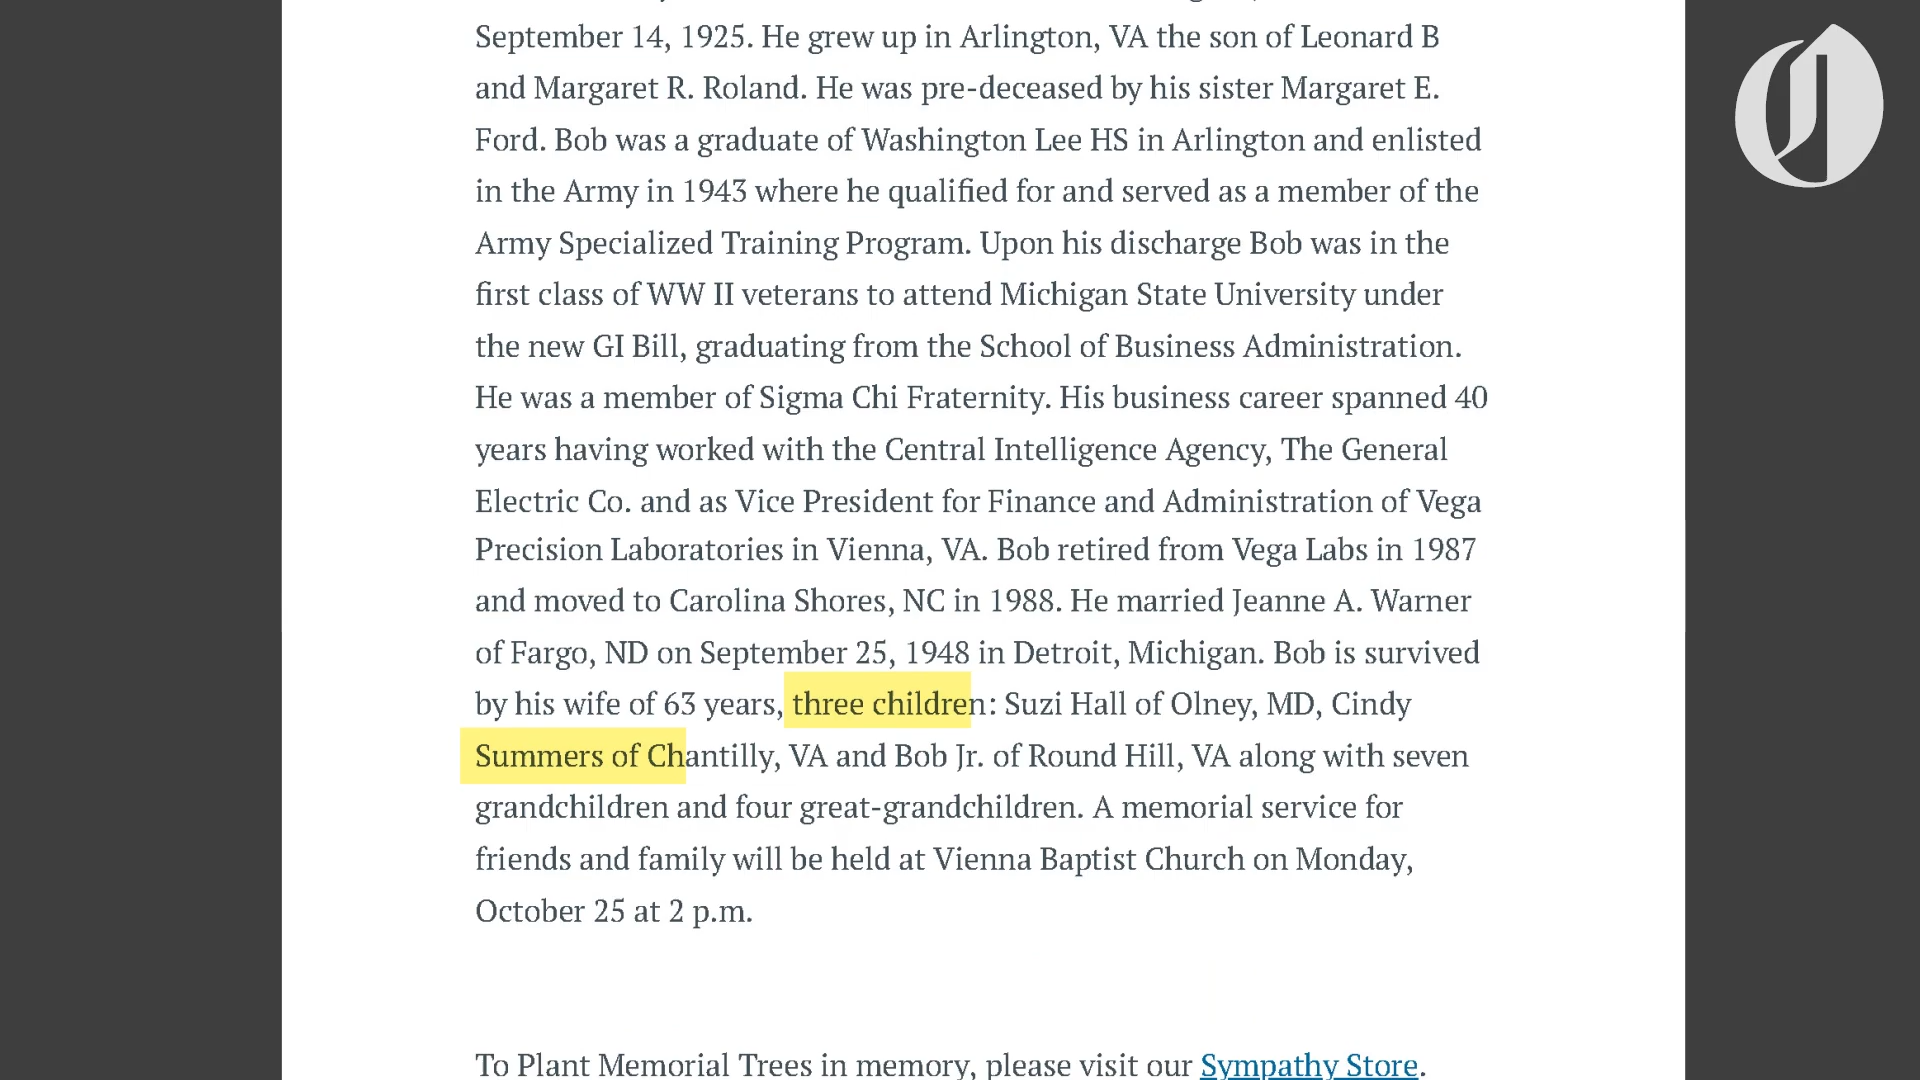 September 14, 1925. He grew up in Arlington, VA the son of Leonard B
and Margaret R. Roland. He was pre-deceased by his sister Margaret E.
Ford. Bob was a graduate of Washington Lee HS in Arlington and enlisted
in the Army in 1943 where he qualified for and served as a member of the
Army Specialized Training Program. Upon his discharge Bob was in the
first class of WW II veterans to attend Michigan State University under
the new GI Bill, graduating from the School of Business Administration.
He was a member of Sigma Chi Fraternity. His business career spanned 40
years having worked with the Central Intelligence Agency, The General
Electric Co. and as Vice President for Finance and Administration of Vega
Precision Laboratories in Vienna, VA. Bob retired from Vega Labs in 1987
and moved to Carolina Shores, NC in 1988. He married Jeanne A. Warner
of Fargo, ND on September 25, 1948 in Detroit, Michigan. Bob is survived
by his wife of 63 years, three children: Suzi Hall of Olney, MD, Cindy
Summers of Chantilly, VA and Bob Jr. of Round Hill, VA along with seven
grandchildren and four great-grandchildren. A memorial service for
friends and family will be held at Vienna Baptist Church on Monday,
October 25 at 2 p.m.
To Plant Memorial Trees in memory, please visit our Sympathy Store.